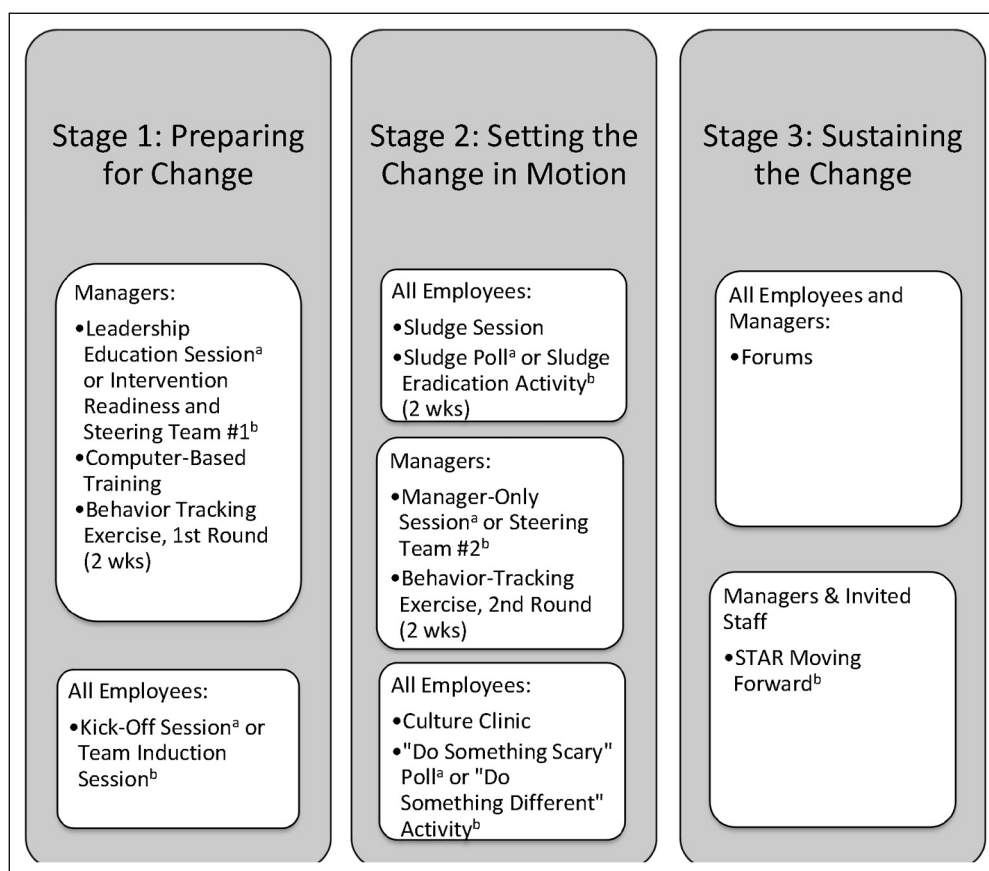 Stage 1: Preparing
for Change
Managers:
•Leadership
Education Sessionᵃ
or Intervention
Readiness and
Steering Team #1ᵇ
•Computer-Based
Training
•Behavior Tracking
Exercise, 1st Round
(2 wks)
All Employees:
•Kick-Off Sessionᵃ or
Team Induction
Sessionᵇ
Stage 2: Setting the
Change in Motion
All Employees:
•Sludge Session
•Sludge Pollᵃ or Sludge
Eradication Activityᵇ
(2 wks)
Managers:
•Manager-Only
Sessionᵃ or Steering
Team #2ᵇ
•Behavior-Tracking
Exercise, 2nd Round
(2 wks)
All Employees:
•Culture Clinic
•"Do Something Scary"
Pollᵃ or "Do
Something Different"
Activityᵇ
Stage 3: Sustaining
the Change
All Employees and
Managers:
•Forums
Managers & Invited
Staff
•STAR Moving
Forwardᵇ